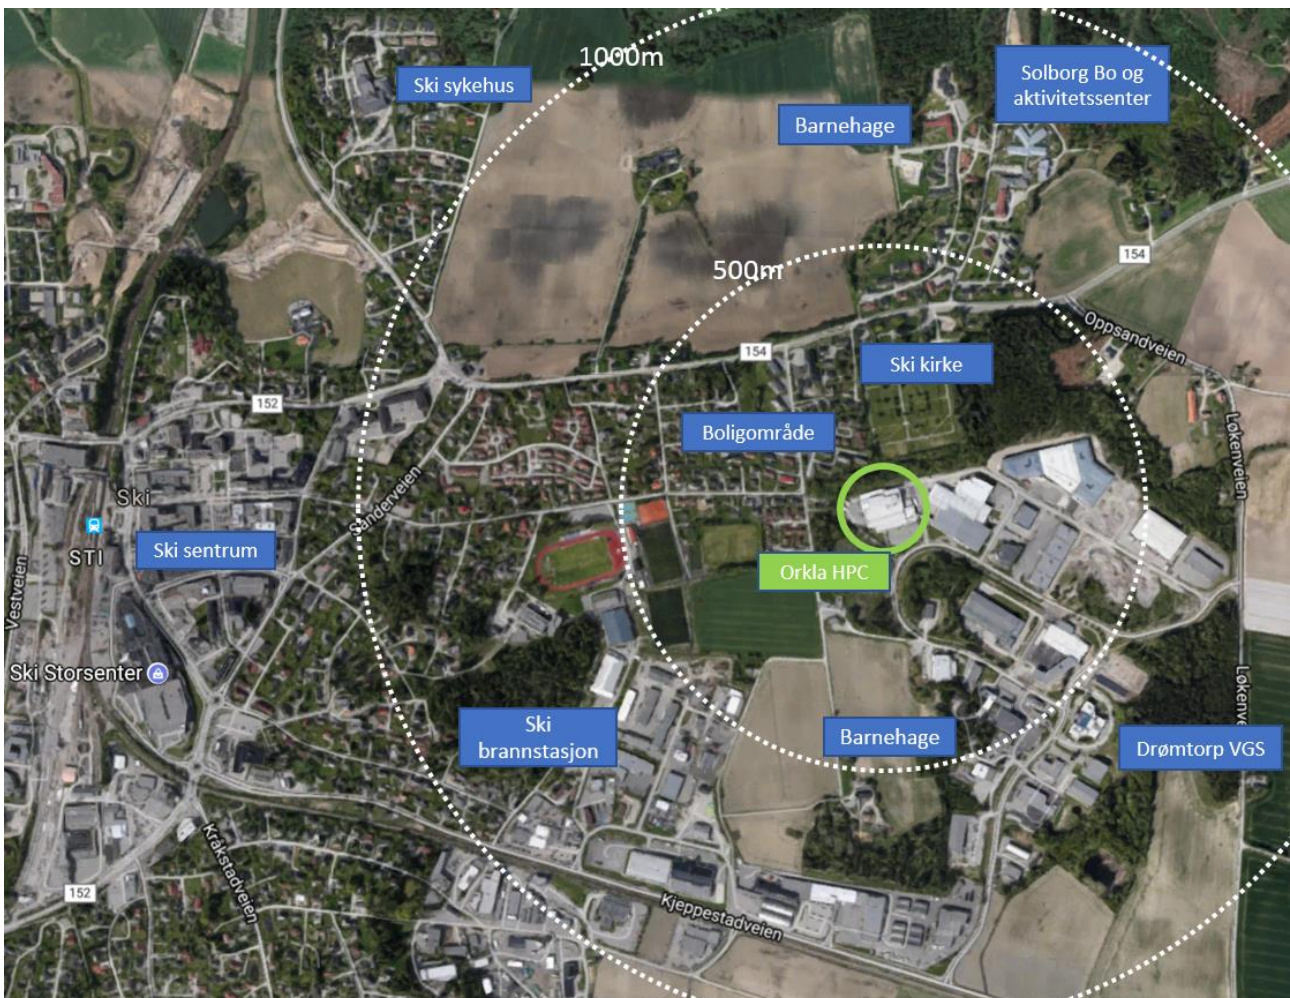 1000m
Ski sykehus
Solborg Bo og
aktivitetssenter
Barnehage
154
500m
Oppsandveien
154
Ski kirke
152
Boligområde
Løkenveien
Sanderveien
Ski
STI
Ski sentrum
Orkla HPC
Vestveien
Ski Storsenter
Løkenve
Ski
brannstasjon
Barnehage
Drømtorp VGS
Kråkstadveien
152
Kjeppestadveien